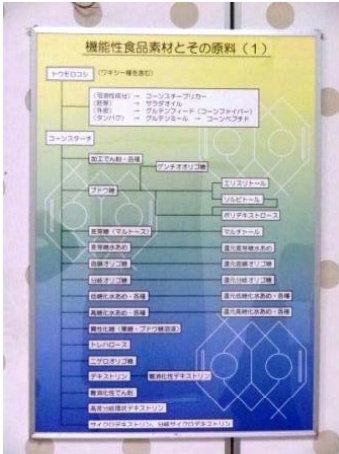 機能性食品素材とその原料(1)
トウモロコシ (ワキシー種を含む)
(可溶性成分) → コーンスチープリカー
(胚芽) → サラダオイル
(外皮) → グルテンフィード(コーンファイバー)
(タンパク) → グルテンミール → コーンペプチド
コーンスターチ
加工でん粉・各種
ゲンチオオリゴ糖
ブドウ糖
エリスリトール
ソルビトール
ポリデキストロース
麦芽糖(マルトース)
マルチトール
麦芽糖水あめ
還元麦芽糖水あめ
直鎖オリゴ糖
還元直鎖オリゴ糖
分岐オリゴ糖
還元分岐オリゴ糖
低糖化水あめ・各種
還元低糖化水あめ・各種
高糖化水あめ・各種
還元高糖化水あめ・各種
異性化糖(果糖・ブドウ糖液糖)
トレハロース
ニゲロオリゴ糖
デキストリン
難消化性デキストリン
難消化性でん粉
高度分岐環状デキストリン
サイクロデキストリン、分岐サイクロデキストリン